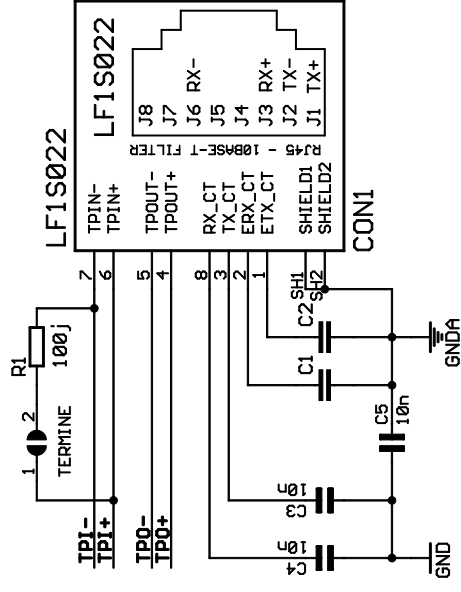 LF1S022
LF1S022
J8
J7
J6 RX-
J5
J4
J3 RX+
J2 TX-
J1 TX+
RJ45 - 10BASE-T FILTER
TPIN-
TPIN+
TPOUT-
TPOUT+
RX_CT
TX_CT
ERX_CT
ETX_CT
SHIELD1
SHIELD2
CON1
7
6
5
4
8
3
2
1
SH1
SH2
R1
100j
1
2
TERMINE
C2
C1
C5
10n
C3
10n
C4
10n
TPI-
TPI+
TPO-
TPO+
GNDA
GND